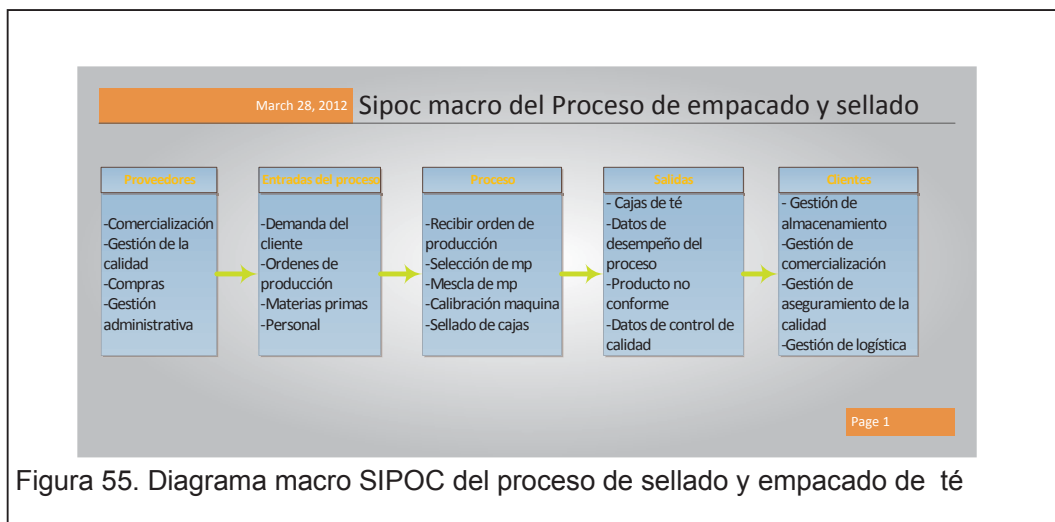 March 28, 2012 Sipoc macro del Proceso de empacado y sellado
Proveedores
-Comercialización
-Gestión de la
calidad
-Compras
-Gestión
administrativa
Entradas del proceso
-Demanda del
cliente
-Ordenes de
producción
-Materias primas
-Personal
Proceso
-Recibir orden de
producción
-Selección de mp
-Mescla de mp
-Calibración maquina
-Sellado de cajas
Salidas
- Cajas de té
-Datos de
desempeño del
proceso
-Producto no
conforme
-Datos de control de
calidad
Clientes
- Gestión de
almacenamiento
-Gestión de
comercialización
-Gestión de
aseguramiento de la
calidad
-Gestión de logística
Page 1
Figura 55. Diagrama macro SIPOC del proceso de sellado y empacado de té